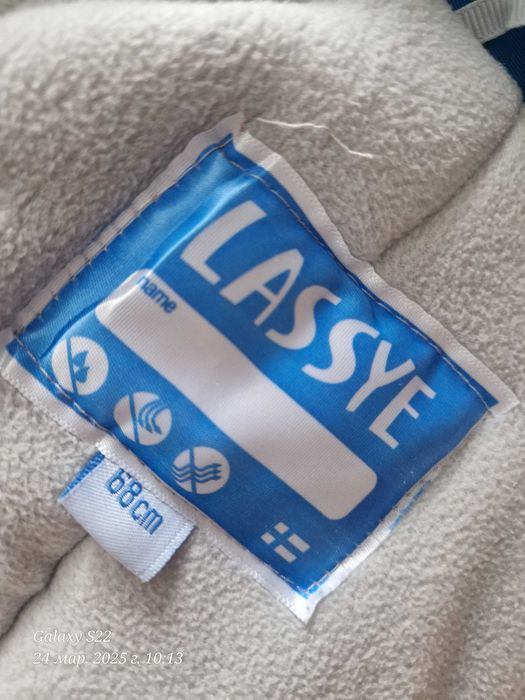 LASSYE
name
68cm
Galaxy S22
24 мар. 2025 г. 10:13